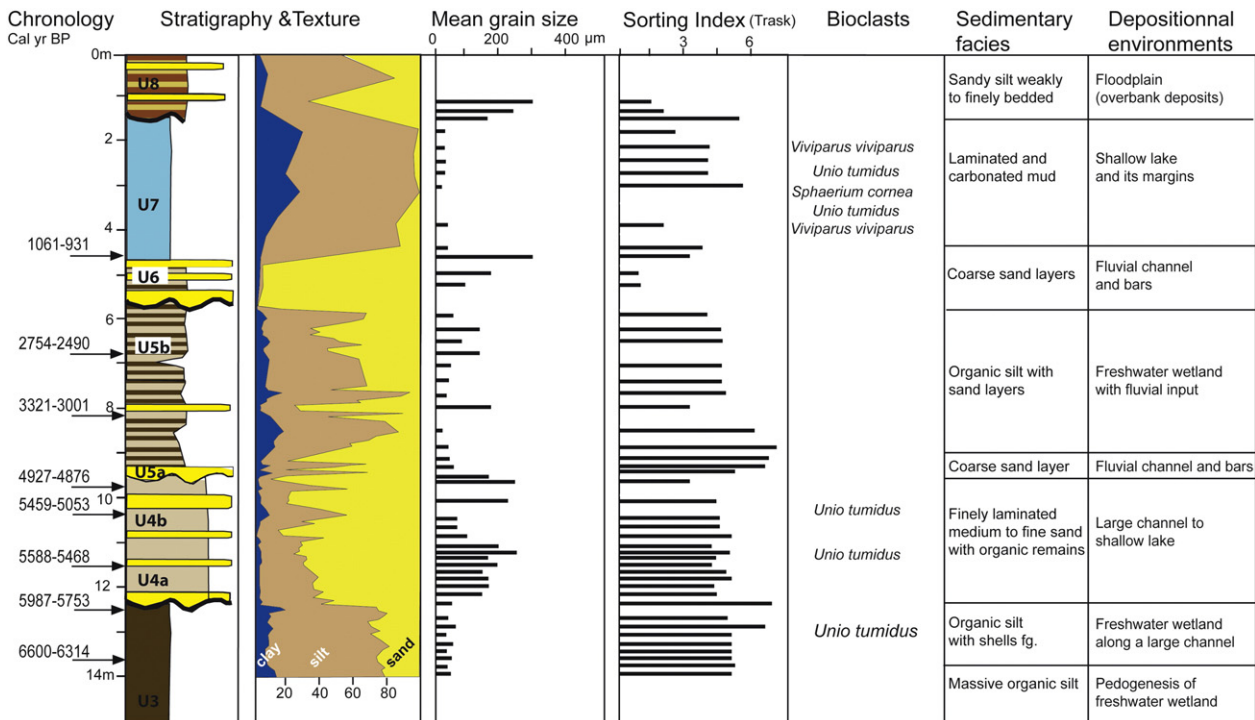 Chronology
Cal yr BP
Stratigraphy &Texture
Mean grain size
0 200 400 µm
Sorting Index (Trask)
3 6
Bioclasts
Sedimentary
facies
Depositionnal
environments
0m
2
4
6
8
10
12
14m
1061-931
2754-2490
3321-3001
4927-4876
5459-5053
5588-5468
5987-5753
6600-6314
U8
U7
U6
U5b
U5a
U4b
U4a
U3
clay
silt
sand
20 40 60 80
Viviparus viviparus
Unio tumidus
Sphaerium cornea
Unio tumidus
Viviparus viviparus
Unio tumidus
Unio tumidus
Unio tumidus
Sandy silt weakly
to finely bedded
Floodplain
(overbank deposits)
Laminated and
carbonated mud
Shallow lake
and its margins
Coarse sand layers
Fluvial channel
and bars
Organic silt with
sand layers
Freshwater wetland
with fluvial input
Coarse sand layer
Fluvial channel and bars
Finely laminated
medium to fine sand
with organic remains
Large channel to
shallow lake
Organic silt
with shells fg.
Freshwater wetland
along a large channel
Massive organic silt
Pedogenesis of
freshwater wetland